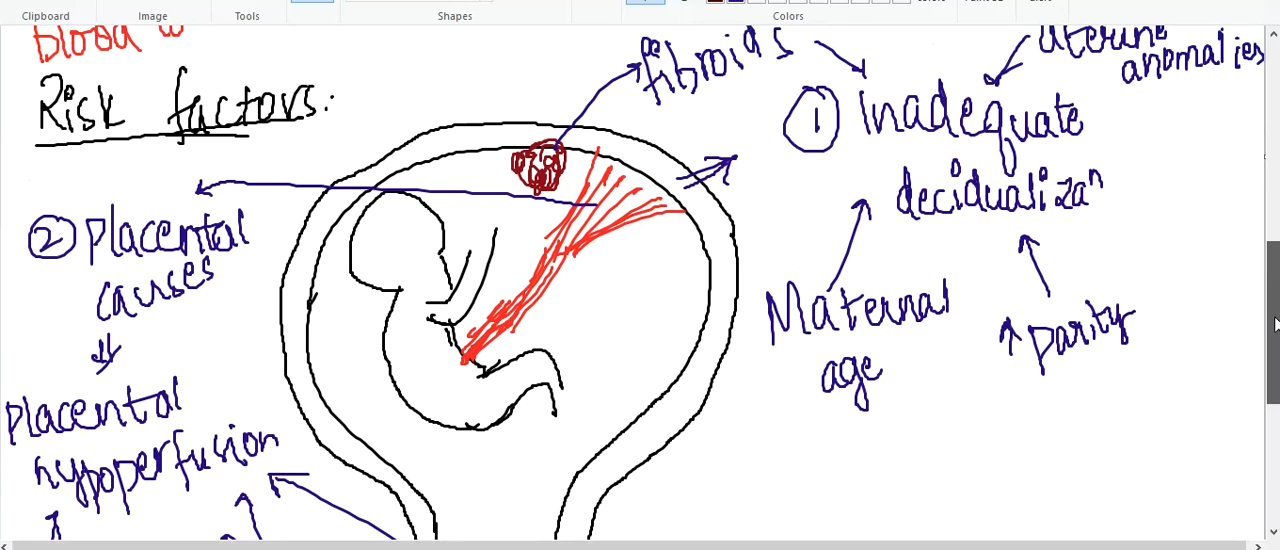 Clipboard
Image
Tools
Shapes
Colors
Blood
Risk factors:
fibroids
uterine
anomalies
① Inadequate
decidualizaⁿ
② Placental
causes
Maternal
age
↑ parity
Placental
hypoperfusion